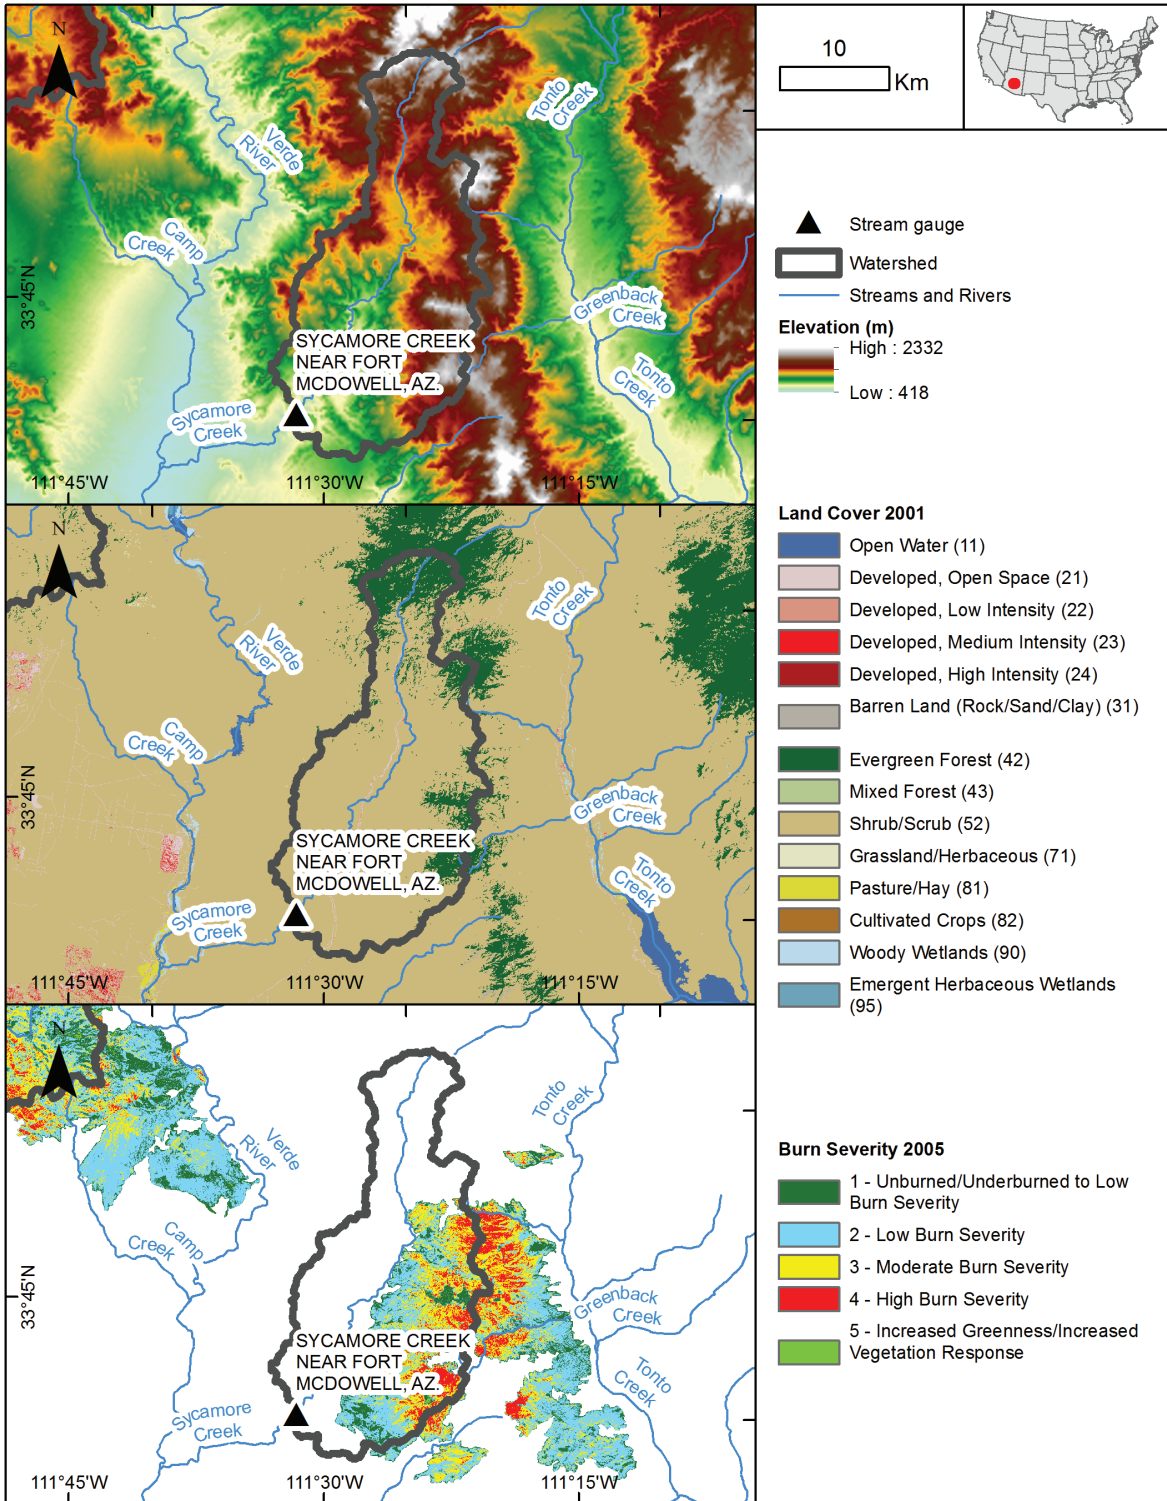 N
Verde
River
Tonto
Creek
Camp
Creek
33°45'N
Greenback
Creek
SYCAMORE CREEK
NEAR FORT
MCDOWELL, AZ.
Tonto
Creek
Sycamore
Creek
111°45'W
111°30'W
111°15'W
10
Km
Stream gauge
Watershed
Streams and Rivers
Elevation (m)
High : 2332
Low : 418
N
Tonto
Creek
Verde
River
Camp
Creek
33°45'N
Greenback
Creek
SYCAMORE CREEK
NEAR FORT
MCDOWELL, AZ.
Tonto
Creek
Sycamore
Creek
111°45'W
111°30'W
111°15'W
Land Cover 2001
Open Water (11)
Developed, Open Space (21)
Developed, Low Intensity (22)
Developed, Medium Intensity (23)
Developed, High Intensity (24)
Barren Land (Rock/Sand/Clay) (31)
Evergreen Forest (42)
Mixed Forest (43)
Shrub/Scrub (52)
Grassland/Herbaceous (71)
Pasture/Hay (81)
Cultivated Crops (82)
Woody Wetlands (90)
Emergent Herbaceous Wetlands
(95)
N
Tonto
Creek
Verde
River
Camp
Creek
33°45'N
Greenback
Creek
SYCAMORE CREEK
NEAR FORT
MCDOWELL, AZ.
Tonto
Creek
Sycamore
Creek
111°45'W
111°30'W
111°15'W
Burn Severity 2005
1 - Unburned/Underburned to Low
Burn Severity
2 - Low Burn Severity
3 - Moderate Burn Severity
4 - High Burn Severity
5 - Increased Greenness/Increased
Vegetation Response